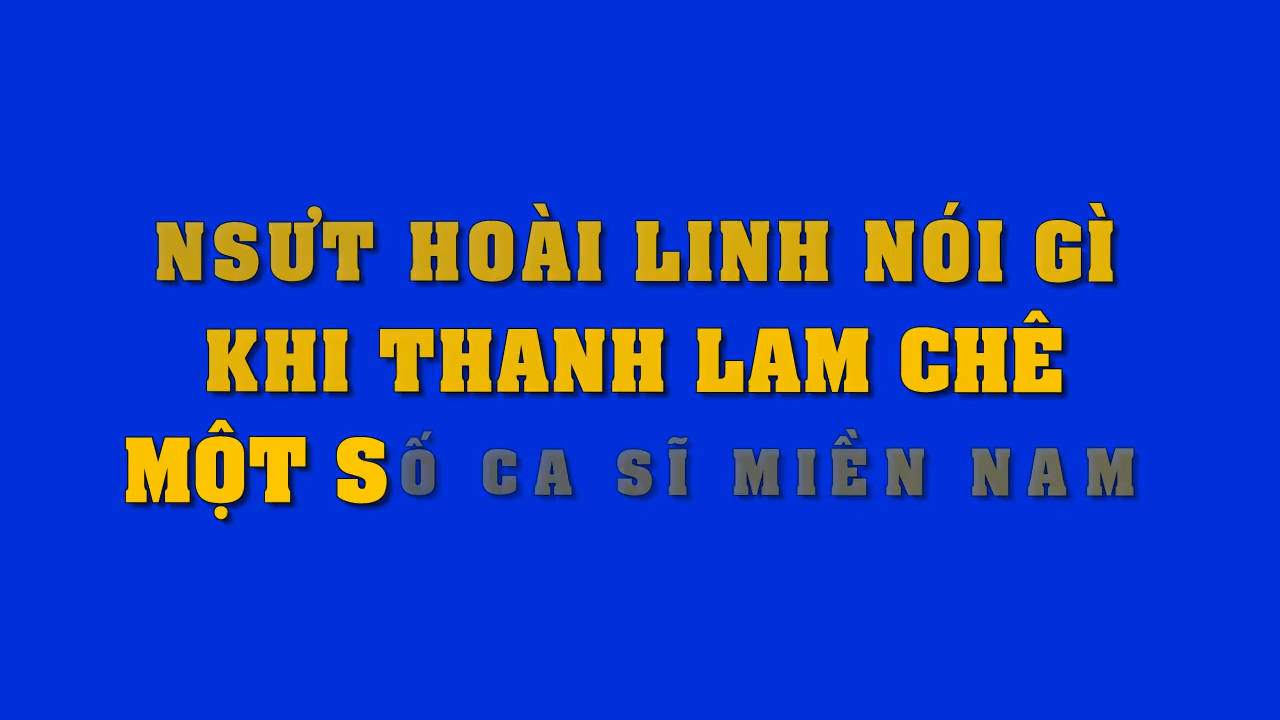 NSƯT HOÀI LINH NÓI GÌ
KHI THANH LAM CHÊ
MỘT SỐ CA SĨ MIỀN NAM